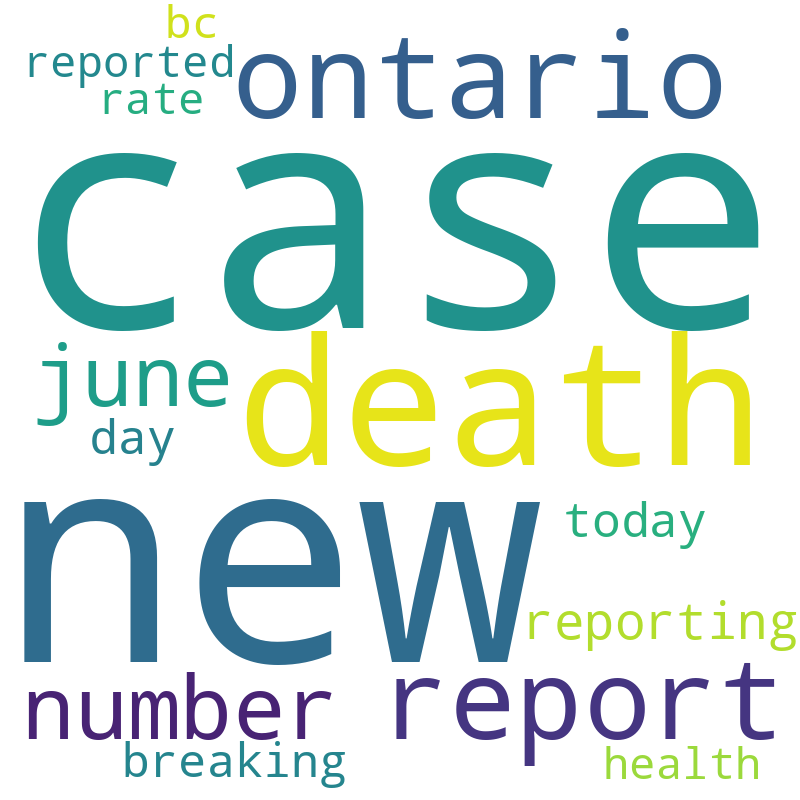 bc
reported
ontario
rate
case
june
death
day
new
today
reporting
number
report
breaking
health